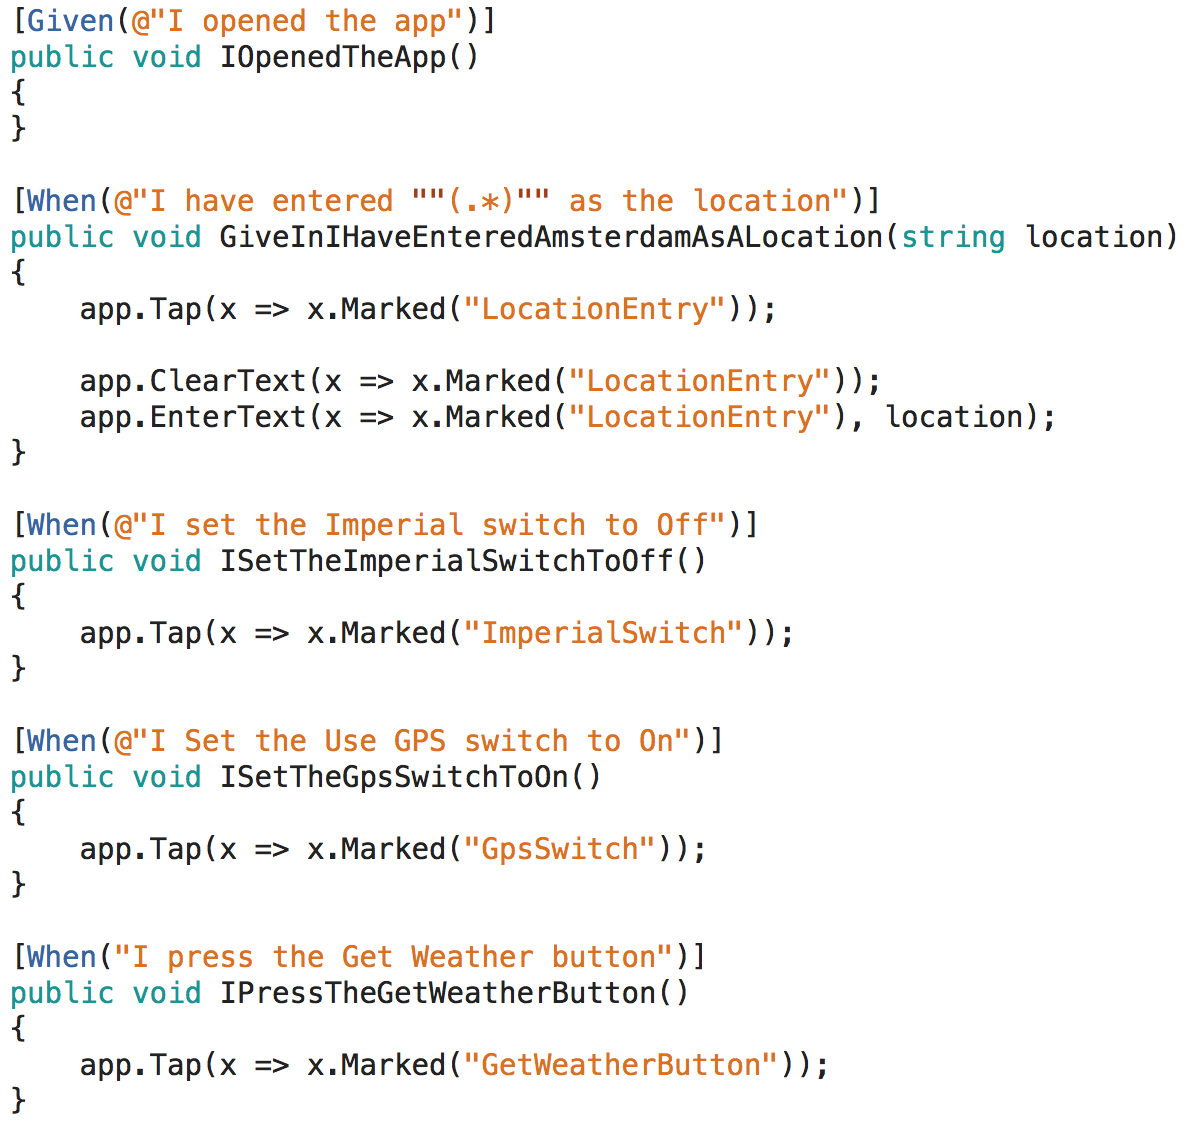 [Given(@"I opened the app")]
public void IOpenedTheApp()
{
}

[When(@"I have entered ""(.*)"" as the location")]
public void GiveInIHaveEnteredAmsterdamAsALocation(string location)
{
    app.Tap(x => x.Marked("LocationEntry"));

    app.ClearText(x => x.Marked("LocationEntry"));
    app.EnterText(x => x.Marked("LocationEntry"), location);
}

[When(@"I set the Imperial switch to Off")]
public void ISetTheImperialSwitchToOff()
{
    app.Tap(x => x.Marked("ImperialSwitch"));
}

[When(@"I Set the Use GPS switch to On")]
public void ISetTheGpsSwitchToOn()
{
    app.Tap(x => x.Marked("GpsSwitch"));
}

[When("I press the Get Weather button")]
public void IPressTheGetWeatherButton()
{
    app.Tap(x => x.Marked("GetWeatherButton"));
}